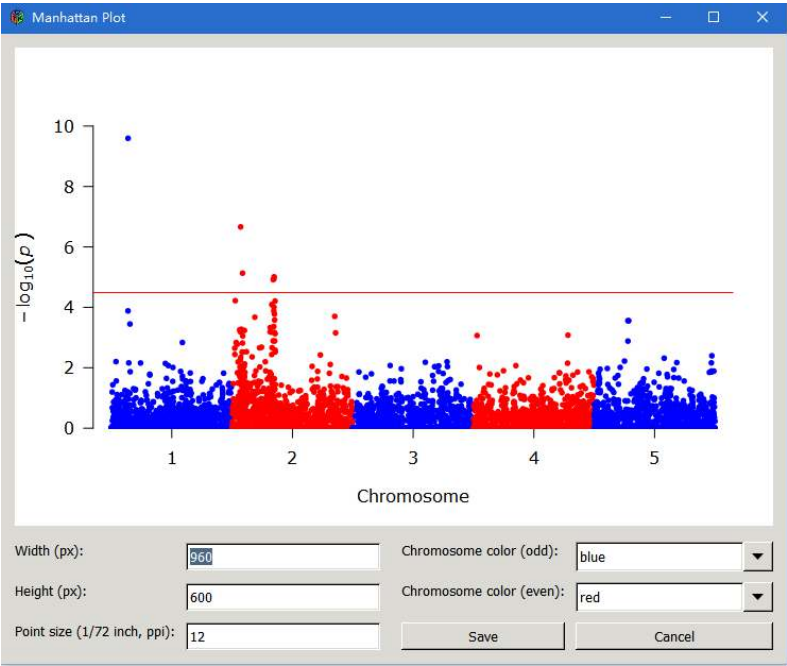 Manhattan Plot
10
8
6
4
2
0
−log10(p)
1 2 3 4 5
Chromosome
Width (px): 960 Chromosome color (odd): blue
Height (px): 600 Chromosome color (even): red
Point size (1/72 inch, ppi): 12 Save Cancel